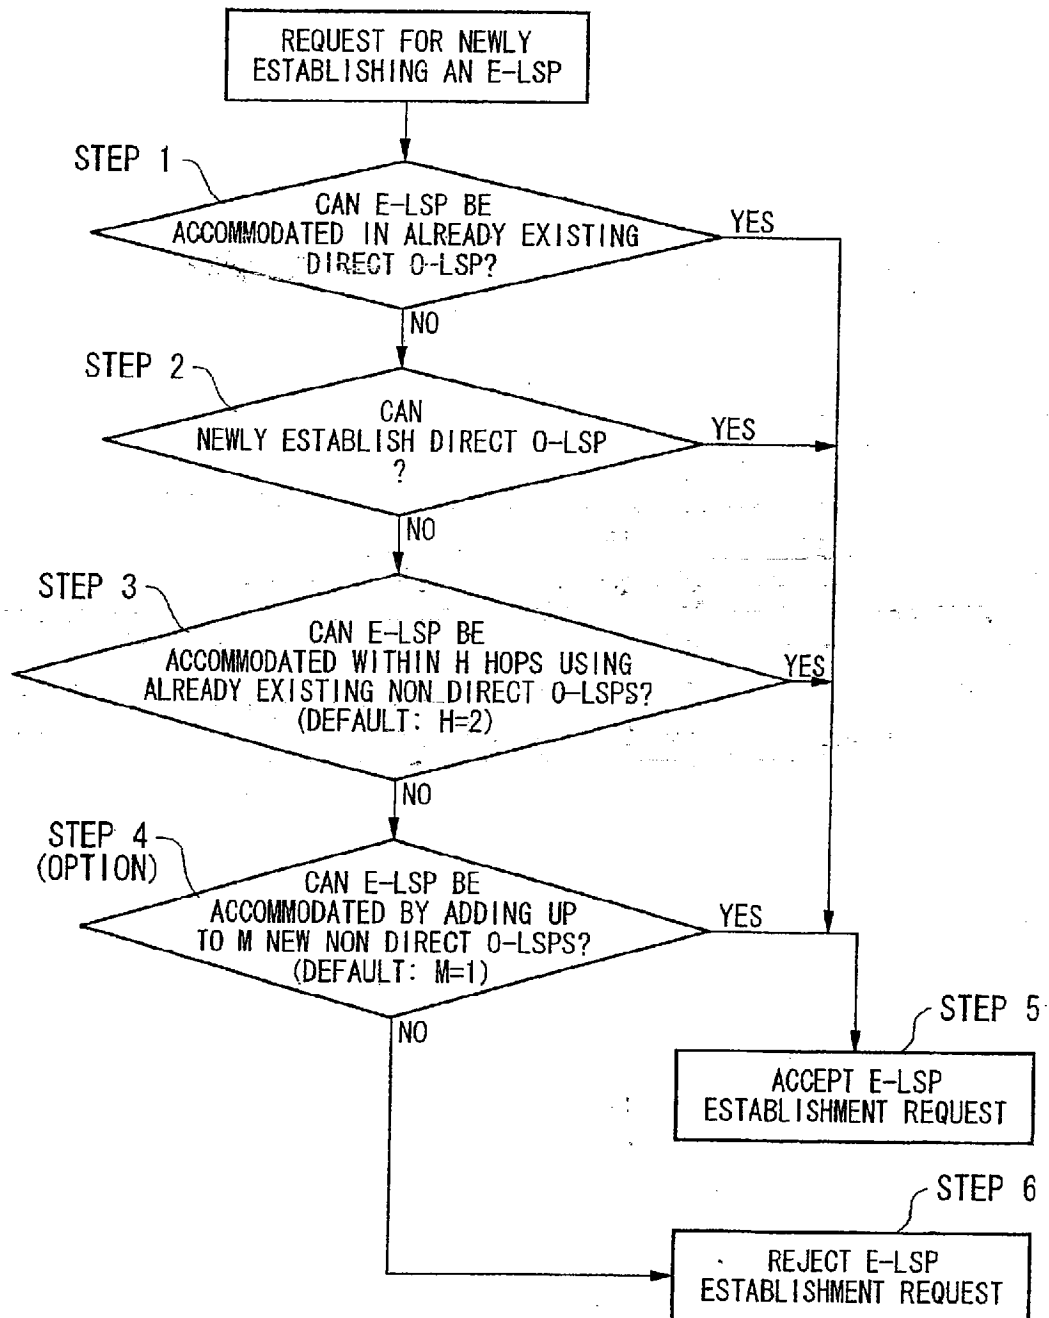 REQUEST FOR NEWLY
ESTABLISHING AN E-LSP
STEP 1
CAN E-LSP BE
ACCOMMODATED IN ALREADY EXISTING
DIRECT O-LSP?
YES
NO
STEP 2
CAN
NEWLY ESTABLISH DIRECT O-LSP
?
YES
NO
STEP 3
CAN E-LSP BE
ACCOMMODATED WITHIN H HOPS USING
ALREADY EXISTING NON DIRECT O-LSPS?
(DEFAULT: H=2)
YES
NO
STEP 4
(OPTION)
CAN E-LSP BE
ACCOMMODATED BY ADDING UP
TO M NEW NON DIRECT O-LSPS?
(DEFAULT: M=1)
YES
NO
STEP 5
ACCEPT E-LSP
ESTABLISHMENT REQUEST
STEP 6
REJECT E-LSP
ESTABLISHMENT REQUEST